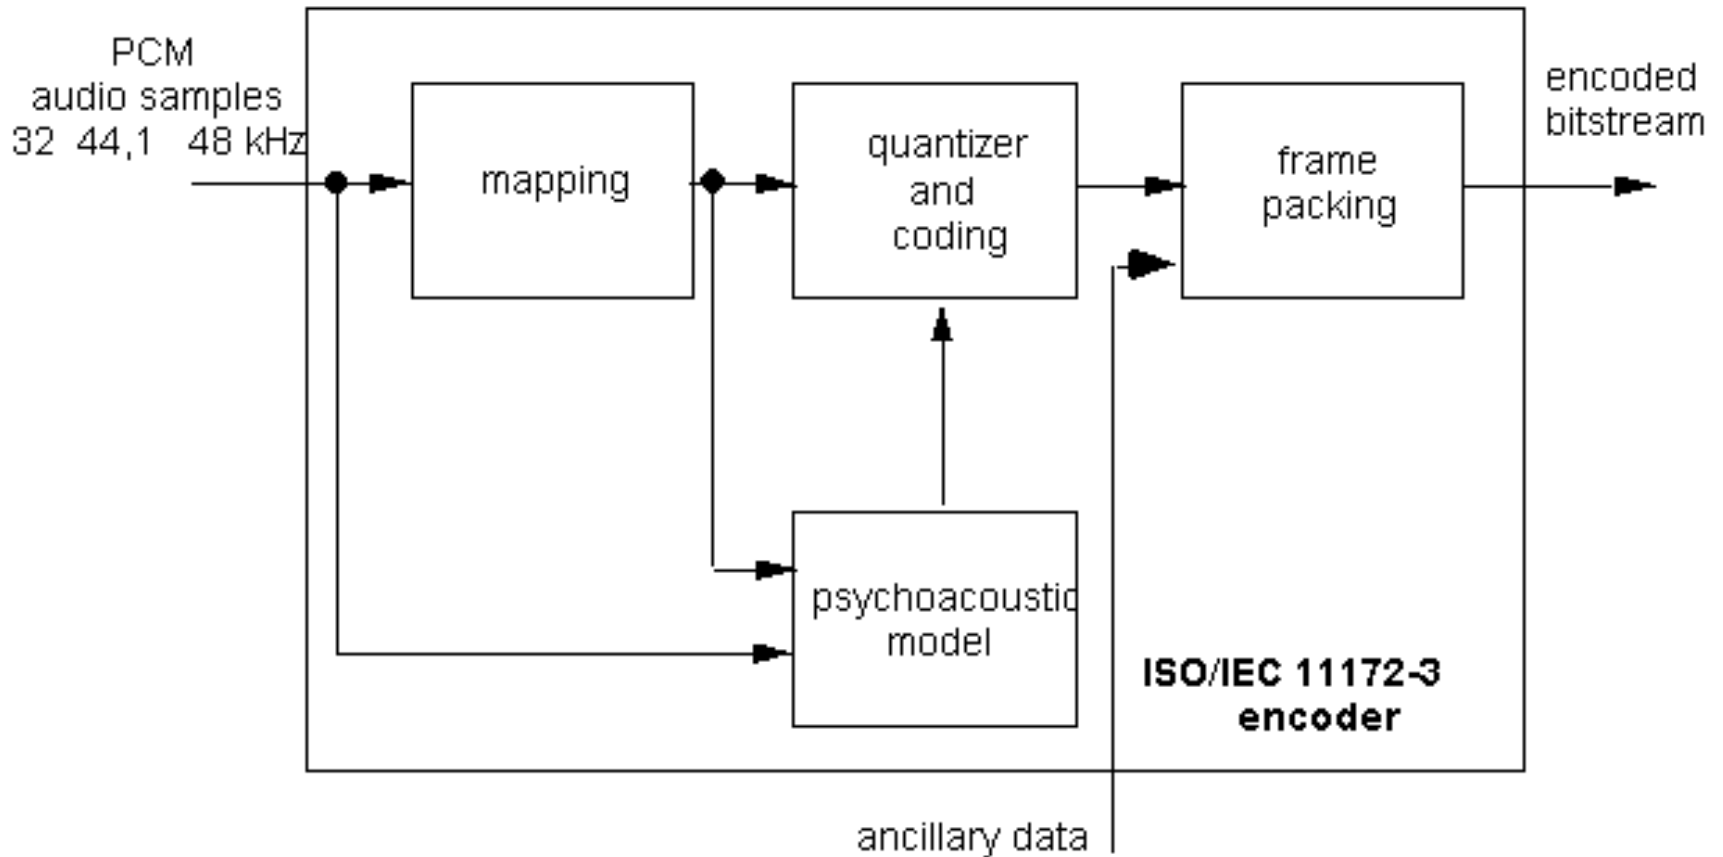 PCM
audio samples
32 44,1 48 kHz
mapping
quantizer
and
coding
frame
packing
encoded
bitstream
psychoacoustic
model
ISO/IEC 11172-3
encoder
ancillary data